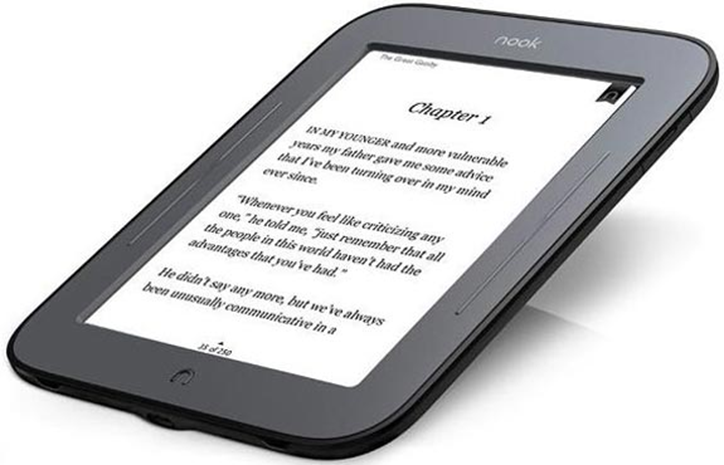 nook
The Great Gatsby
Chapter 1
IN MY YOUNGER and more vulnerable
years my father gave me some advice
that I've been turning over in my mind
ever since.
"Whenever you feel like criticizing any
one," he told me, "just remember that all
the people in this world haven't had the
advantages that you've had."
He didn't say any more, but we've always
been unusually communicative in a
35 of 250